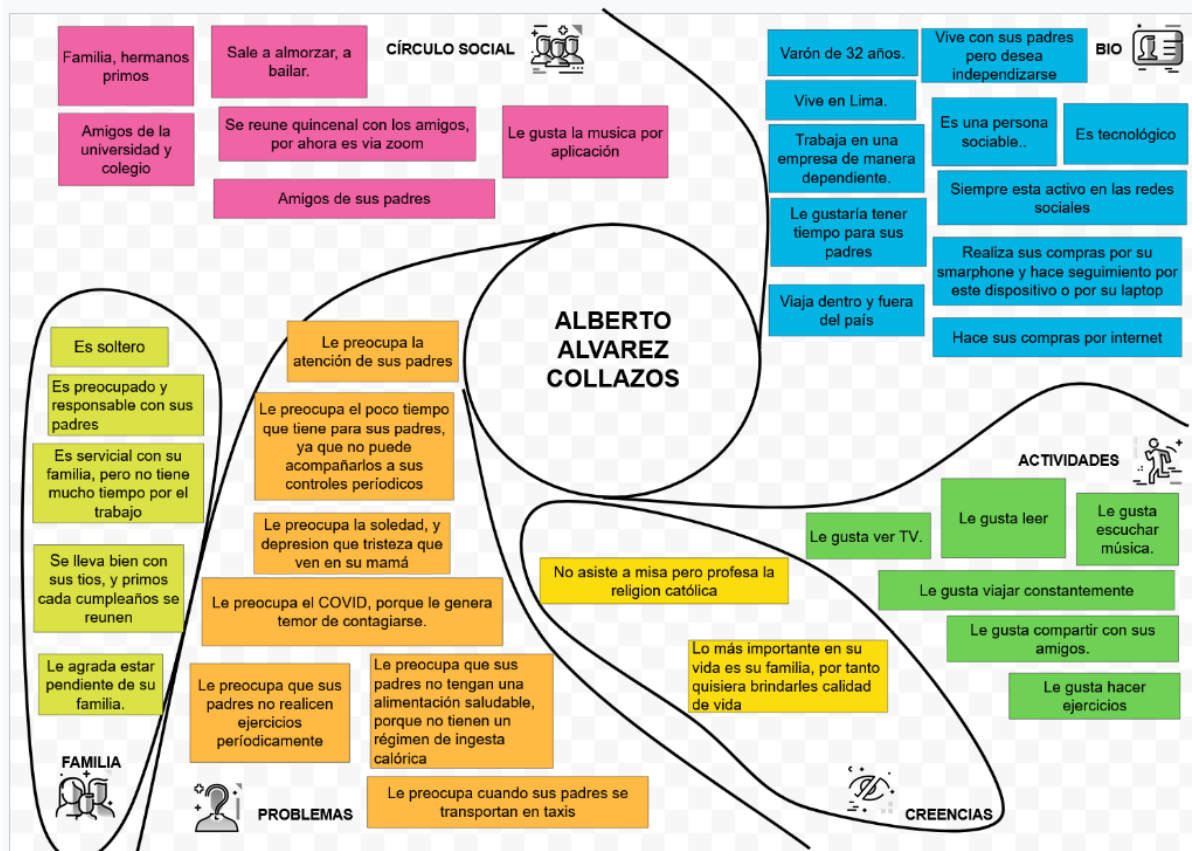 CÍRCULO SOCIAL
Familia, hermanos
primos
Sale a almorzar, a
bailar.
Amigos de la
universidad y
colegio
Se reune quincenal con los amigos,
por ahora es via zoom
Le gusta la musica por
aplicación
Amigos de sus padres
BIO
Varón de 32 años.
Vive con sus padres
pero desea
independizarse
Vive en Lima.
Es una persona
sociable..
Es tecnológico
Trabaja en una
empresa de manera
dependiente.
Siempre esta activo en las redes
sociales
Le gustaría tener
tiempo para sus
padres
Realiza sus compras por su
smarphone y hace seguimiento por
este dispositivo o por su laptop
Viaja dentro y fuera
del país
Hace sus compras por internet
ALBERTO
ALVAREZ
COLLAZOS
Es soltero
Es preocupado y
responsable con sus
padres
Es servicial con su
familia, pero no tiene
mucho tiempo por el
trabajo
Se lleva bien con
sus tios, y primos
cada cumpleaños se
reunen
Le agrada estar
pendiente de su
familia.
FAMILIA
Le preocupa la
atención de sus padres
Le preocupa el poco tiempo
que tiene para sus padres,
ya que no puede
acompañarlos a sus
controles períodicos
Le preocupa la soledad, y
depresion que tristeza que
ven en su mamá
Le preocupa el COVID, porque le genera
temor de contagiarse.
Le preocupa que sus
padres no realicen
ejercicios
períodicamente
Le preocupa que sus
padres no tengan una
alimentación saludable,
porque no tienen un
régimen de ingesta
calórica
Le preocupa cuando sus padres se
transportan en taxis
PROBLEMAS
No asiste a misa pero profesa la
religion católica
Lo más importante en su
vida es su familia, por tanto
quisiera brindarles calidad
de vida
CREENCIAS
ACTIVIDADES
Le gusta ver TV.
Le gusta leer
Le gusta
escuchar
música.
Le gusta viajar constantemente
Le gusta compartir con sus
amigos.
Le gusta hacer
ejercicios